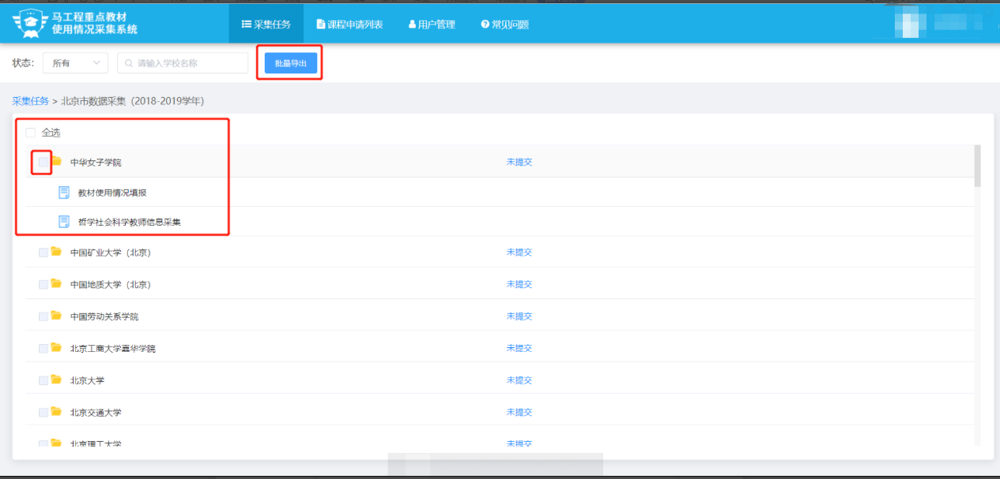 马工程重点教材
使用情况采集系统
采集任务
课程申请列表
用户管理
常见问题
状态:
所有
请输入学校名称
批量导出
采集任务 > 北京市数据采集（2018-2019学年）
全选
中华女子学院 未提交
教材使用情况填报
哲学社会科学教师信息采集
中国矿业大学（北京） 未提交
中国地质大学（北京） 未提交
中国劳动关系学院 未提交
北京工商大学嘉华学院 未提交
北京大学 未提交
北京交通大学 未提交
北京理工大学 未提交